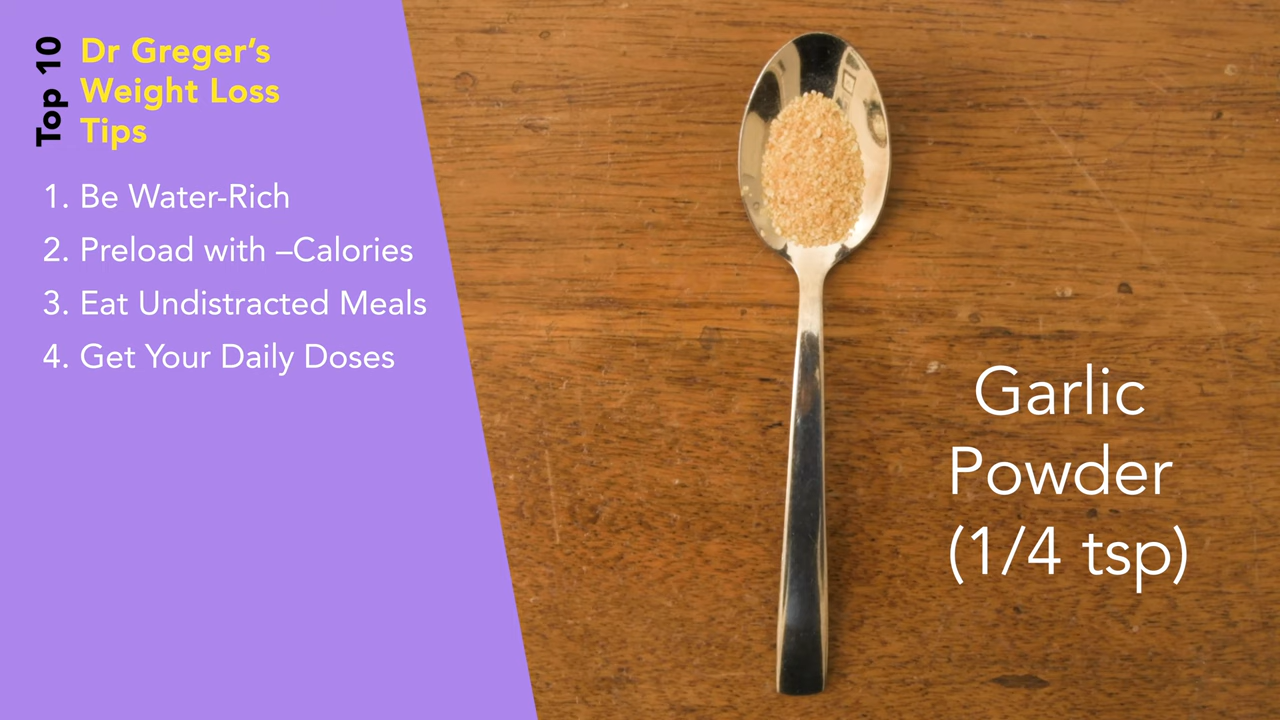 Top 10
Dr Greger’s
Weight Loss
Tips
1. Be Water-Rich
2. Preload with –Calories
3. Eat Undistracted Meals
4. Get Your Daily Doses
Garlic
Powder
(1/4 tsp)